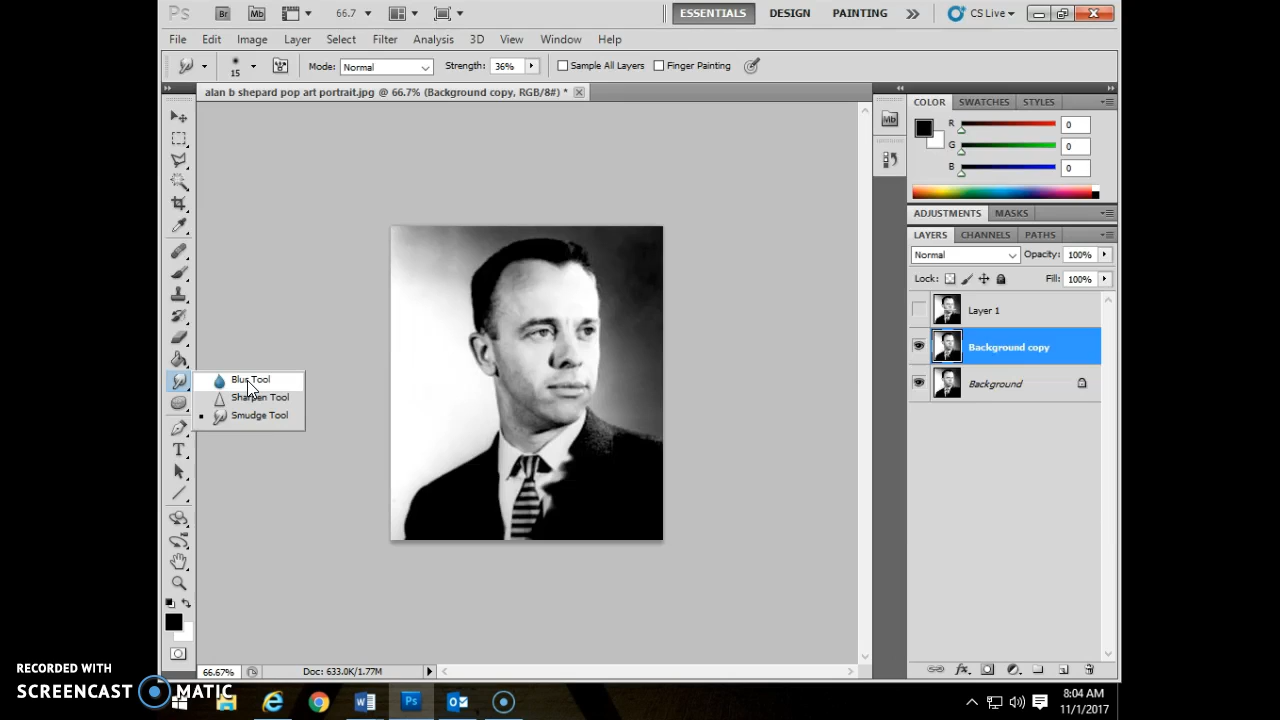 Ps Br Mb 66.7 ESSENTIALS DESIGN PAINTING CS Live
File Edit Image Layer Select Filter Analysis 3D View Window Help
15 Mode: Normal Strength: 36% Sample All Layers Finger Painting
alan b shepard pop art portrait.jpg @ 66.7% (Background copy, RGB/8#) *
COLOR SWATCHES STYLES
Mb
R 0
G 0
B 0
ADJUSTMENTS MASKS
LAYERS CHANNELS PATHS
Normal Opacity: 100%
Lock: Fill: 100%
Layer 1
Background copy
Background
Blur Tool
Sharpen Tool
Smudge Tool
T
66.67% Doc: 633.0K/1.77M
RECORDED WITH
SCREENCAST MATIC
W Ps
8:04 AM
11/1/2017